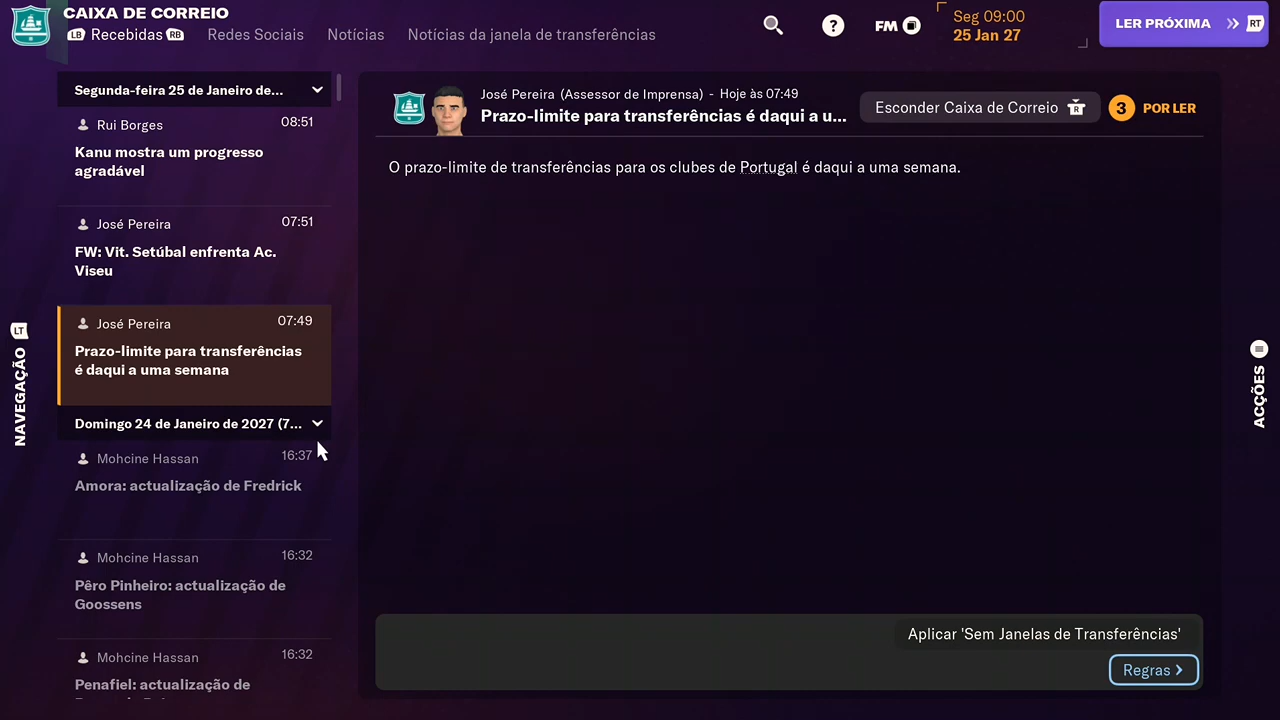 CAIXA DE CORREIO
LB Recebidas RB
Redes Sociais
Notícias
Notícias da janela de transferências
?
FM
Seg 09:00
25 Jan 27
LER PRÓXIMA
RT
Segunda-feira 25 de Janeiro de...
Rui Borges
08:51
Kanu mostra um progresso
agradável
José Pereira
07:51
FW: Vit. Setúbal enfrenta Ac.
Viseu
José Pereira
07:49
Prazo-limite para transferências
é daqui a uma semana
Domingo 24 de Janeiro de 2027 (7...
Mohcine Hassan
16:37
Amora: actualização de Fredrick
Mohcine Hassan
16:32
Pêro Pinheiro: actualização de
Goossens
Mohcine Hassan
16:32
Penafiel: actualização de
LT
NAVEGAÇÃO
José Pereira (Assessor de Imprensa) - Hoje às 07:49
Prazo-limite para transferências é daqui a u...
Esconder Caixa de Correio R
3 POR LER
O prazo-limite de transferências para os clubes de Portugal é daqui a uma semana.
Aplicar 'Sem Janelas de Transferências'
Regras
ACÇÕES